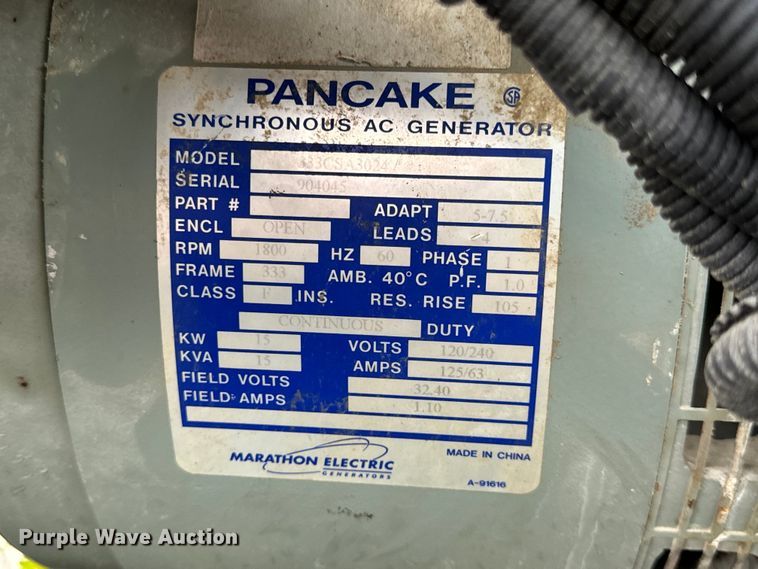 PANCAKE SA
SYNCHRONOUS AC GENERATOR
MODEL 333CSA3024
SERIAL 904045
PART # ADAPT 5-7.5
ENCL OPEN LEADS 4
RPM 1800 HZ 60 PHASE 1
FRAME 333 AMB. 40°C P.F. 1.0
CLASS F INS. RES. RISE 105
CONTINUOUS DUTY
KW 15 VOLTS 120/240
KVA 15 AMPS 125/63
FIELD VOLTS 32.40
FIELD AMPS 1.10
MARATHON ELECTRIC MADE IN CHINA
GENERATORS
A-91616
Purple Wave Auction